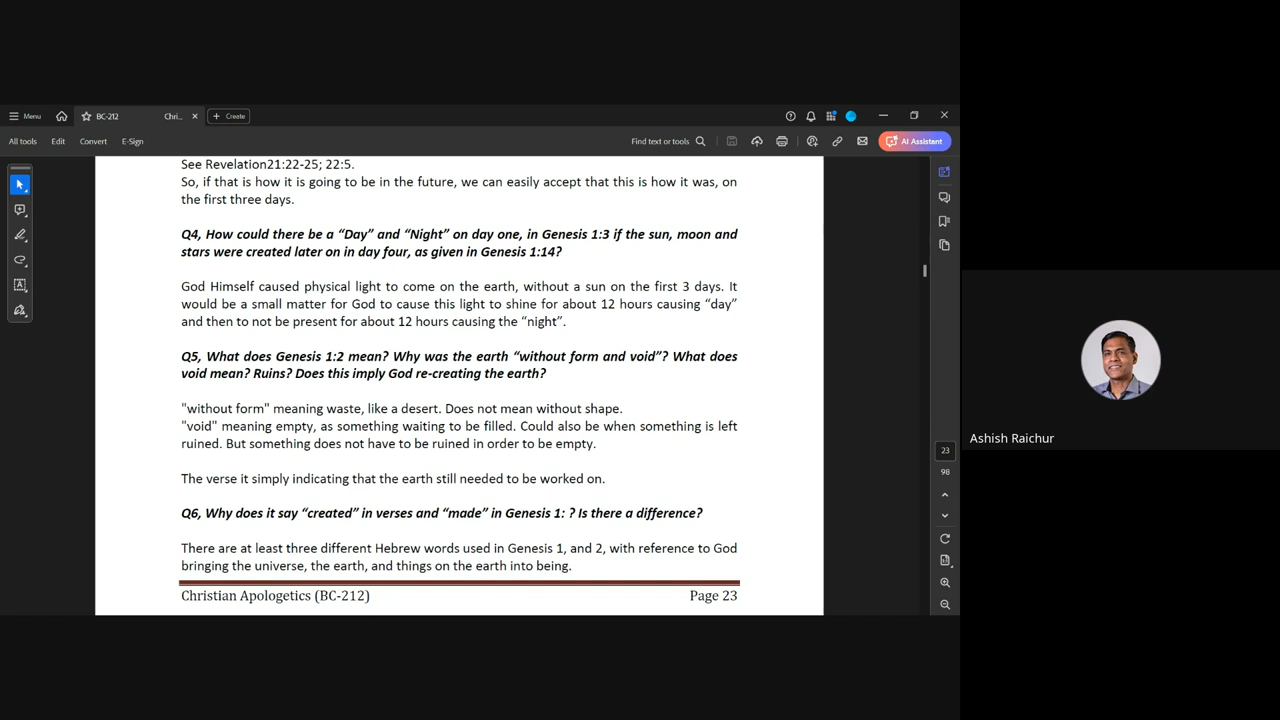 Menu
BC-212
Chri...
Create
All tools
Edit
Convert
E-Sign
Find text or tools
AI Assistant
See Revelation21:22-25; 22:5.
So, if that is how it is going to be in the future, we can easily accept that this is how it was, on
the first three days.
Q4, How could there be a “Day” and “Night” on day one, in Genesis 1:3 if the sun, moon and
stars were created later on in day four, as given in Genesis 1:14?
God Himself caused physical light to come on the earth, without a sun on the first 3 days. It
would be a small matter for God to cause this light to shine for about 12 hours causing “day”
and then to not be present for about 12 hours causing the “night”.
Q5, What does Genesis 1:2 mean? Why was the earth “without form and void”? What does
void mean? Ruins? Does this imply God re-creating the earth?
"without form" meaning waste, like a desert. Does not mean without shape.
"void" meaning empty, as something waiting to be filled. Could also be when something is left
ruined. But something does not have to be ruined in order to be empty.
The verse it simply indicating that the earth still needed to be worked on.
Q6, Why does it say “created” in verses and “made” in Genesis 1: ? Is there a difference?
There are at least three different Hebrew words used in Genesis 1, and 2, with reference to God
bringing the universe, the earth, and things on the earth into being.
Christian Apologetics (BC-212)
Page 23
23
98
Ashish Raichur